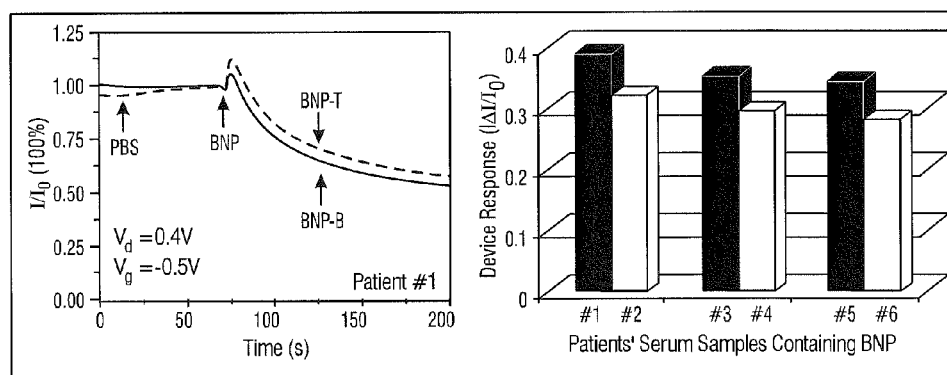 1.25
1.00
0.75
0.50
0.25
0.00
I/I0 (100%)
PBS
BNP
BNP-T
BNP-B
Vd =0.4V
Vg =-0.5V
Patient #1
0 50 100 150 200
Time (s)
0.4
0.3
0.2
0.1
0
Device Response (|ΔI/I0)
#1 #2 #3 #4 #5 #6
Patients' Serum Samples Containing BNP